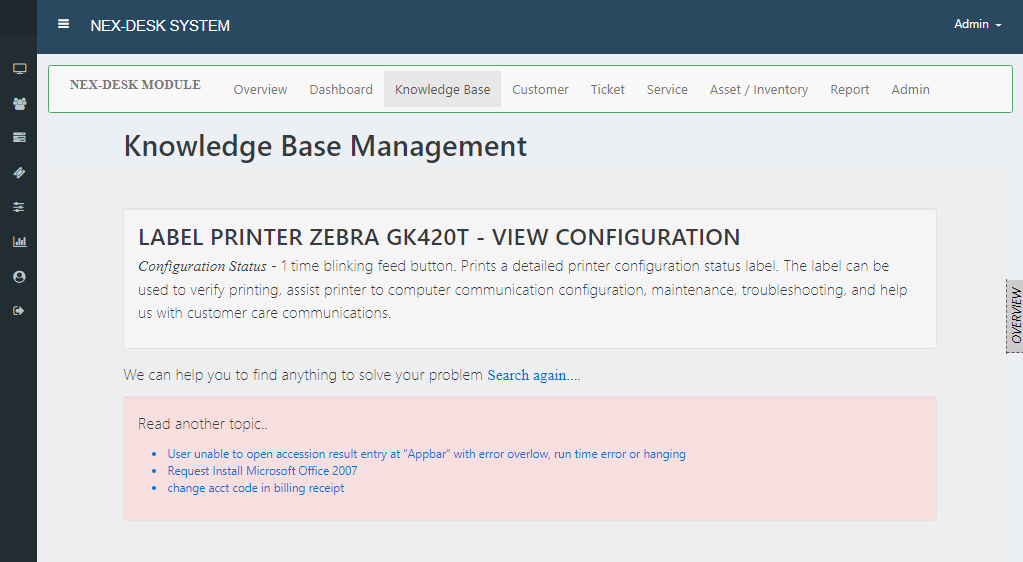 NEX-DESK SYSTEM
Admin
NEX-DESK MODULE
Overview
Dashboard
Knowledge Base
Customer
Ticket
Service
Asset / Inventory
Report
Admin
Knowledge Base Management
LABEL PRINTER ZEBRA GK420T - VIEW CONFIGURATION
Configuration Status - 1 time blinking feed button. Prints a detailed printer configuration status label. The label can be
used to verify printing, assist printer to computer communication configuration, maintenance, troubleshooting, and help
us with customer care communications.
OVERVIEW
We can help you to find anything to solve your problem Search again....
Read another topic..
User unable to open accession result entry at “Appbar” with error overlow, run time error or hanging
Request Install Microsoft Office 2007
change acct code in billing receipt